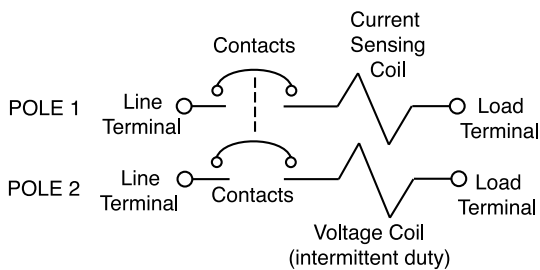 Contacts
Current
Sensing
Coil
POLE 1
Line
Terminal
Load
Terminal
POLE 2
Line
Terminal
Contacts
Load
Terminal
Voltage Coil
(intermittent duty)